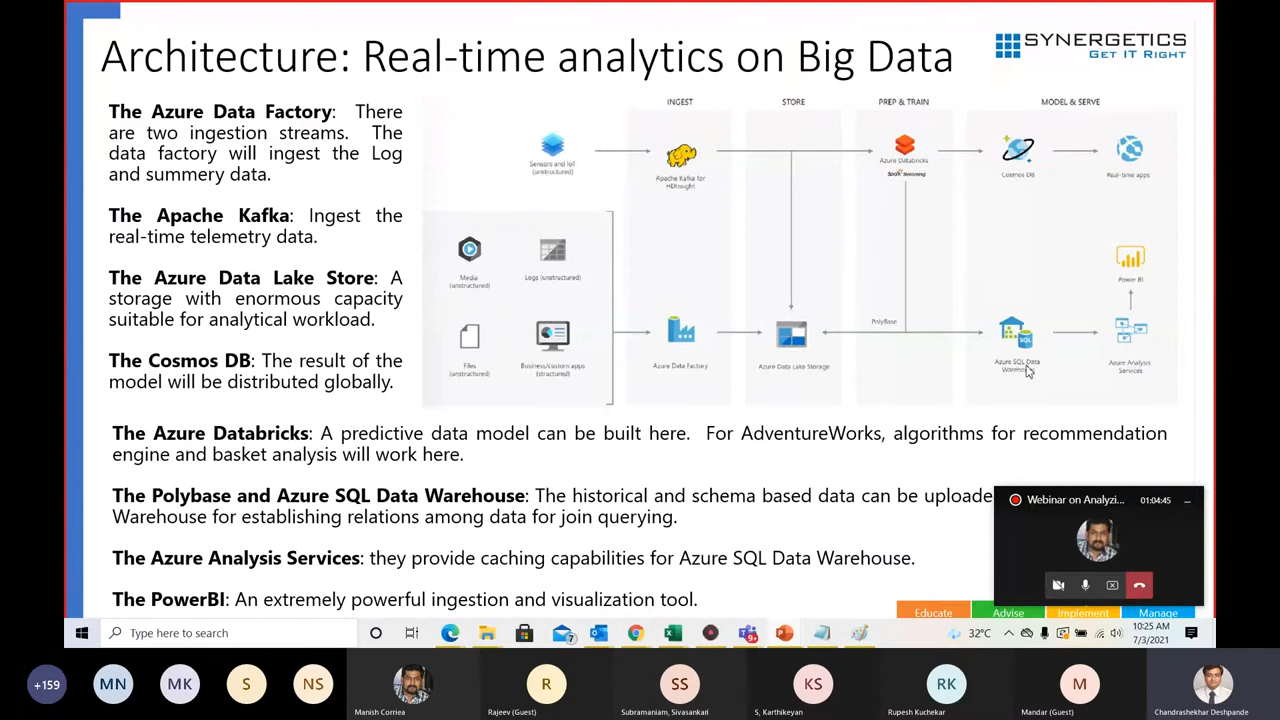 Architecture: Real-time analytics on Big Data
SYNERGETICS
GET IT RIGHT
The Azure Data Factory: There
are two ingestion streams. The
data factory will ingest the Log
and summery data.
The Apache Kafka: Ingest the
real-time telemetry data.
The Azure Data Lake Store: A
storage with enormous capacity
suitable for analytical workload.
The Cosmos DB: The result of the
model will be distributed globally.
INGEST
STORE
PREP & TRAIN
MODEL & SERVE
Sensors and IoT
(unstructured)
Apache Kafka for
HDInsight
Azure Databricks
Spark Streaming
Cosmos DB
Real-time apps
Media
(unstructured)
Logs (unstructured)
Power BI
Files
(unstructured)
Business/custom apps
(structured)
Azure Data Factory
Azure Data Lake Storage
PolyBase
SQL
Azure SQL Data
Azure Analysis
Services
The Azure Databricks: A predictive data model can be built here. For AdventureWorks, algorithms for recommendation
engine and basket analysis will work here.
The Polybase and Azure SQL Data Warehouse: The historical and schema based data can be uploade
Warehouse for establishing relations among data for join querying.
The Azure Analysis Services: they provide caching capabilities for Azure SQL Data Warehouse.
The PowerBI: An extremely powerful ingestion and visualization tool.
Webinar on Analyzi...
01:04:45
Educate
Advise
Implement
Manage
Type here to search
7
9+
32°C
10:25 AM
7/3/2021
+159
MN
MK
S
NS
Manish Corriea
R
Rajeev (Guest)
SS
Subramaniam, Sivasankari
KS
S, Karthikeyan
RK
Rupesh Kuchekar
M
Mandar (Guest)
Chandrashekhar Deshpande